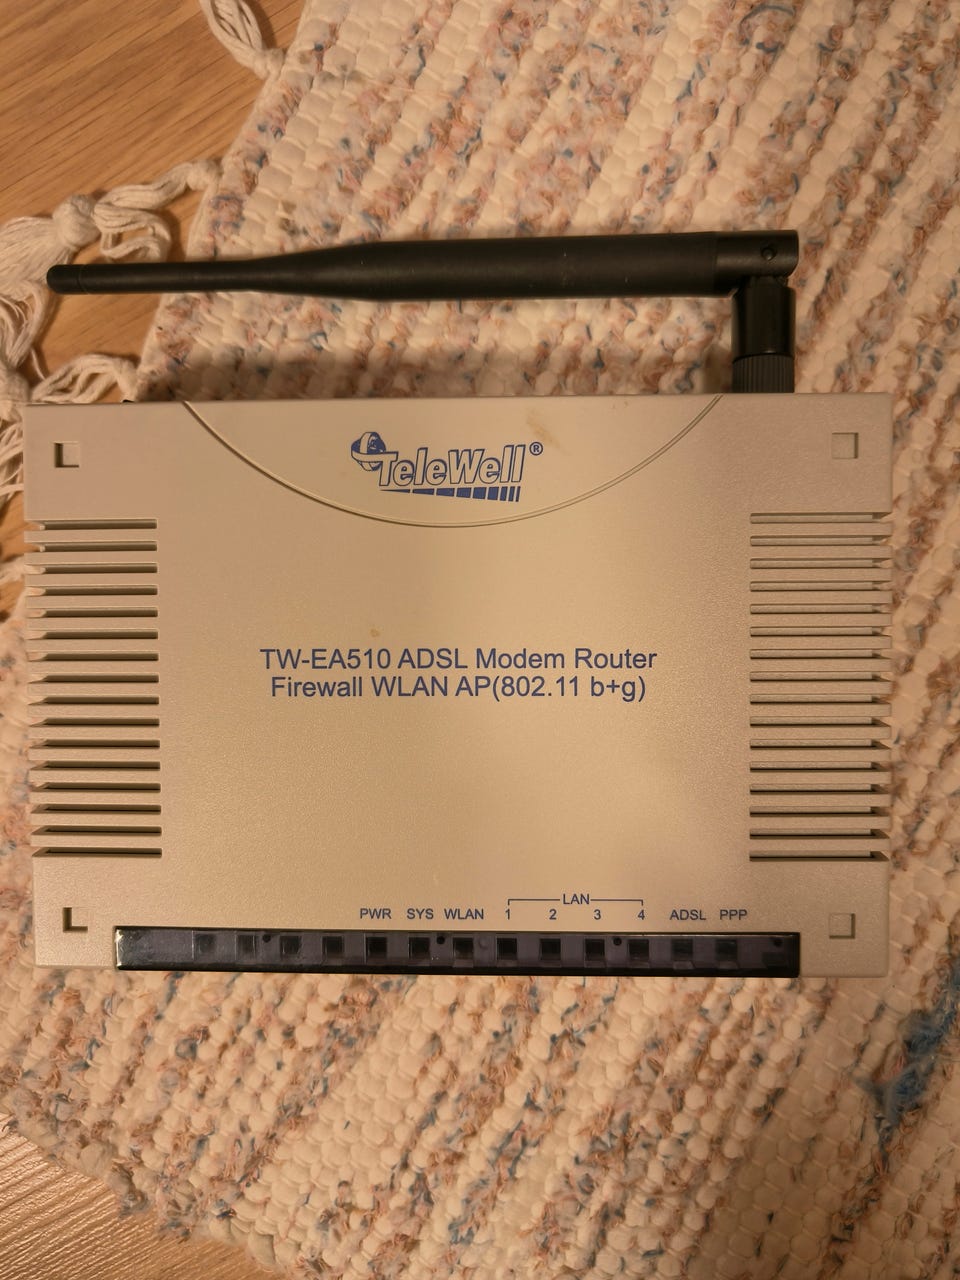 TeleWell®
TW-EA510 ADSL Modem Router
Firewall WLAN AP(802.11 b+g)
LAN
PWR SYS WLAN 1 2 3 4 ADSL PPP